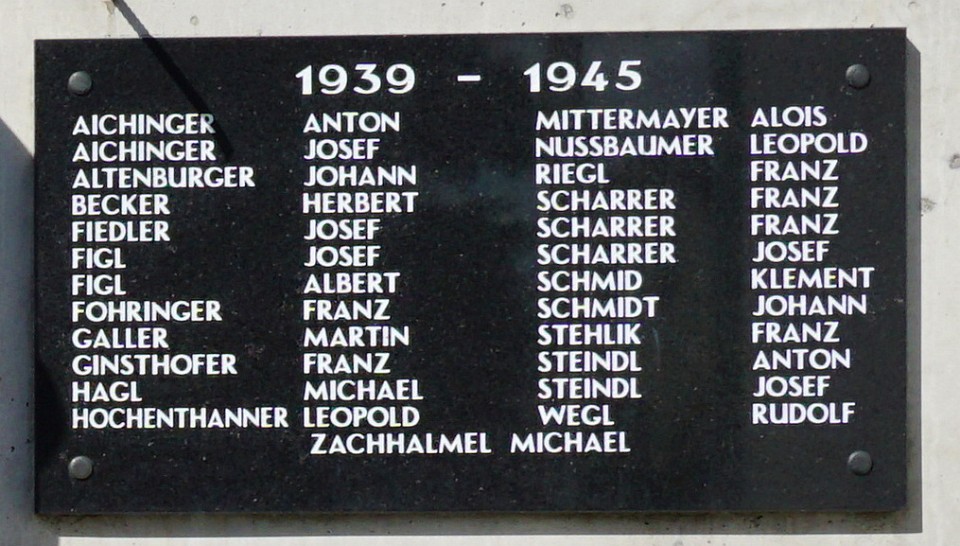 1939 – 1945
AICHINGER ANTON MITTERMAYER ALOIS
AICHINGER JOSEF NUSSBAUMER LEOPOLD
ALTENBURGER JOHANN RIEGL FRANZ
BECKER HERBERT SCHARRER FRANZ
FIEDLER JOSEF SCHARRER FRANZ
FIGL JOSEF SCHARRER JOSEF
FIGL ALBERT SCHMID KLEMENT
FOHRINGER FRANZ SCHMIDT JOHANN
GALLER MARTIN STEHLIK FRANZ
GINSTHOFER FRANZ STEINDL ANTON
HAGL MICHAEL STEINDL JOSEF
HOCHENTHANNER LEOPOLD WEGL RUDOLF
ZACHHALMEL MICHAEL